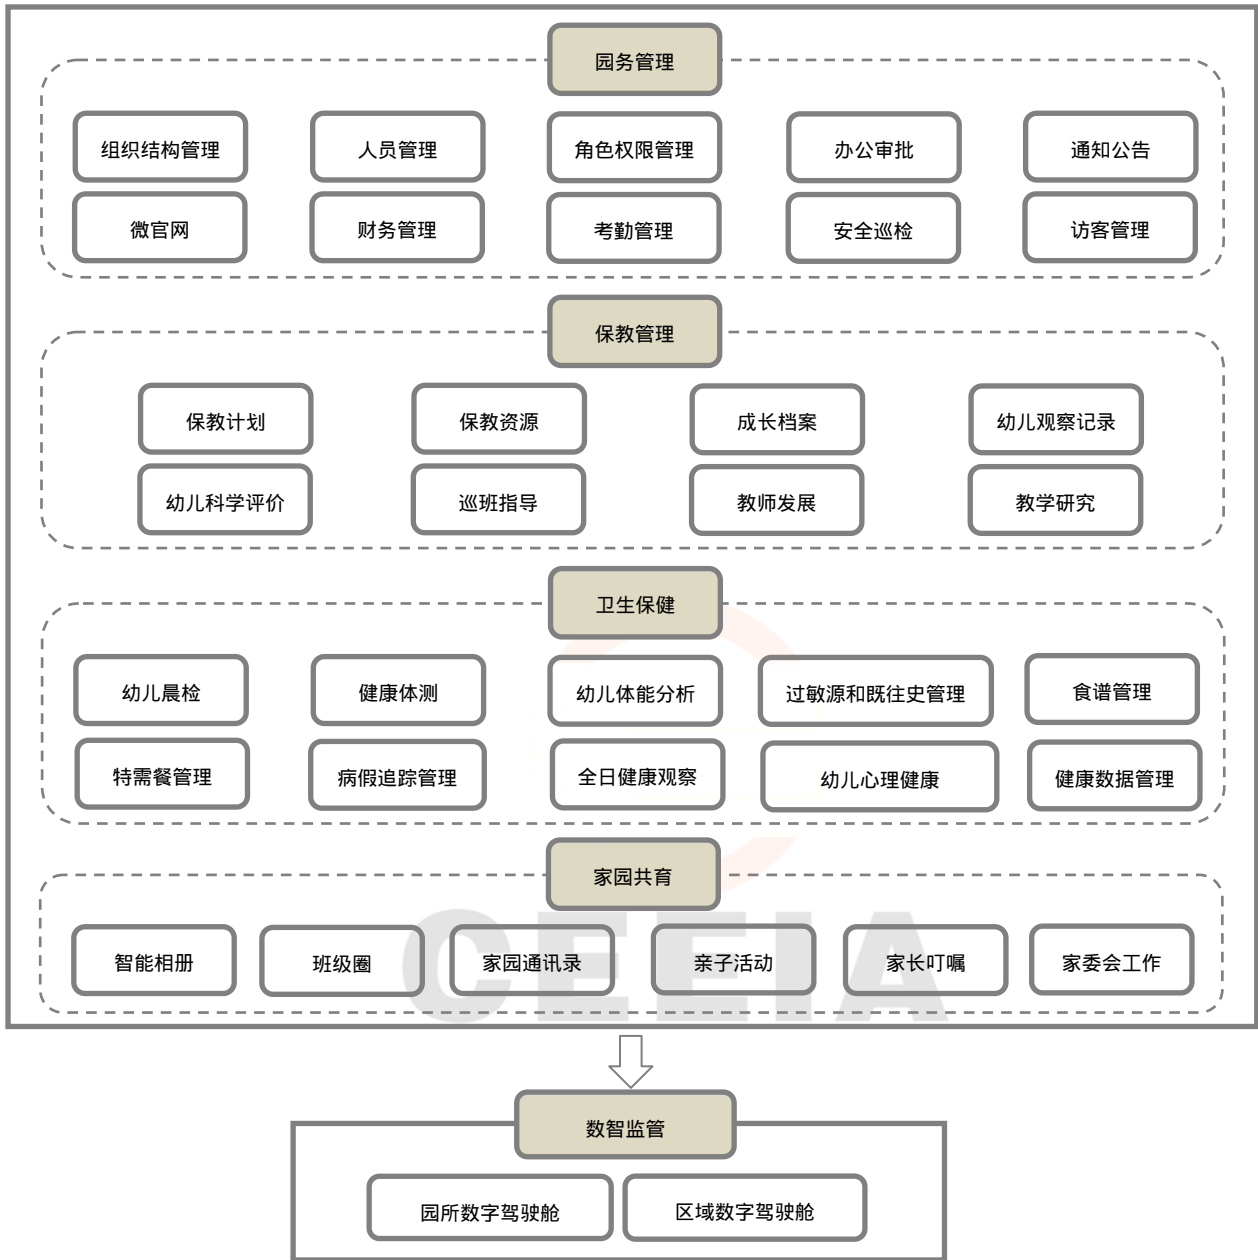 园务管理
组织结构管理 人员管理 角色权限管理 办公审批 通知公告
微官网 财务管理 考勤管理 安全巡检 访客管理
保教管理
保教计划 保教资源 成长档案 幼儿观察记录
幼儿科学评价 巡班指导 教师发展 教学研究
卫生保健
幼儿晨检 健康体测 幼儿体能分析 过敏源和既往史管理 食谱管理
特需餐管理 病假追踪管理 全日健康观察 幼儿心理健康 健康数据管理
家园共育
智能相册 班级圈 家园通讯录 亲子活动 家长叮嘱 家委会工作
CEEIA
数智监管
园所数字驾驶舱 区域数字驾驶舱